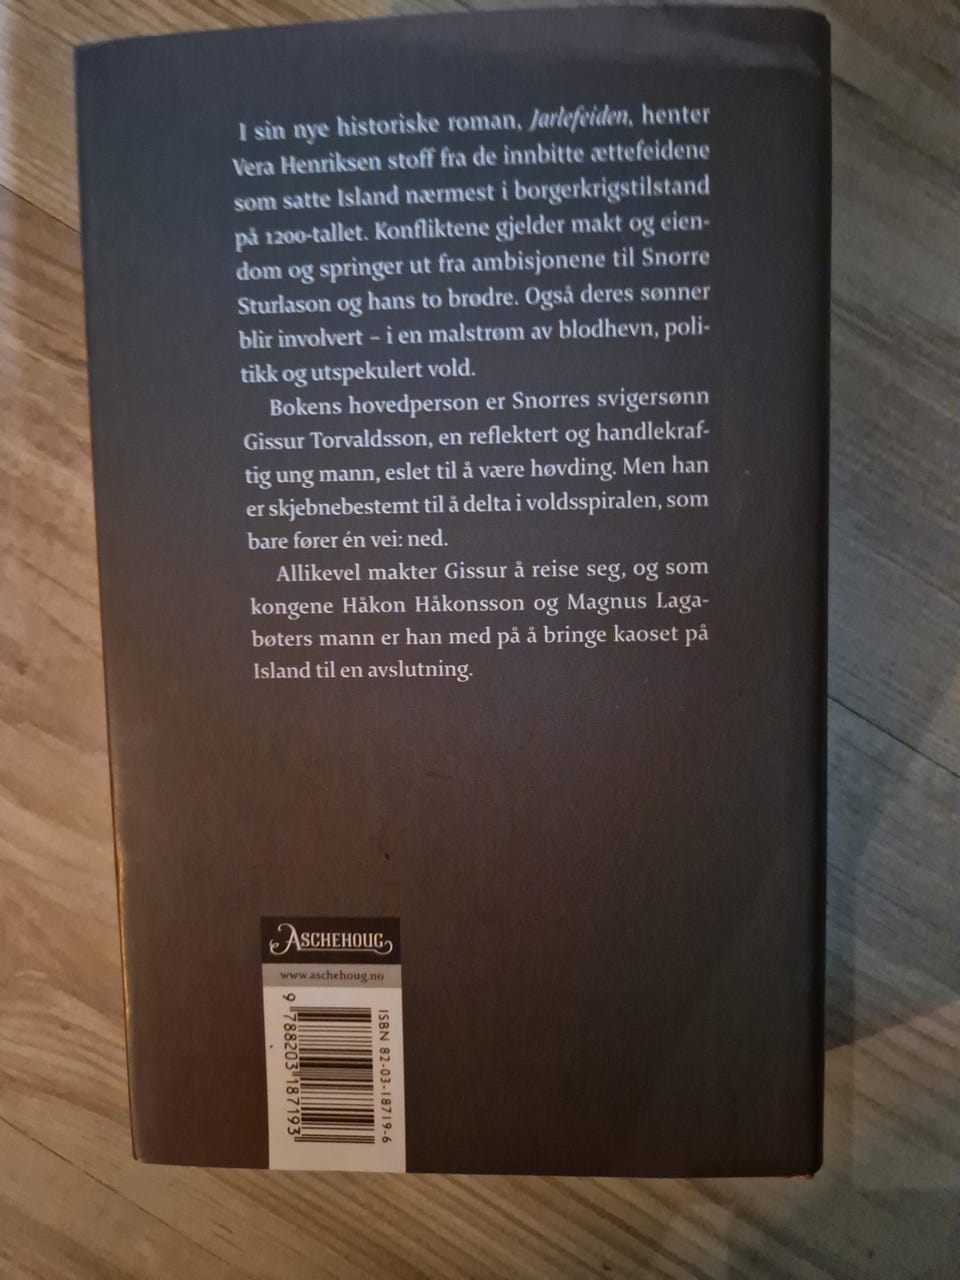 I sin nye historiske roman, Jarlefeiden, henter
Vera Henriksen stoff fra de innbitte ættefeidene
som satte Island nærmest i borgerkrigstilstand
på 1200-tallet. Konfliktene gjelder makt og eien-
dom og springer ut fra ambisjonene til Snorre
Sturlason og hans to brødre. Også deres sønner
blir involvert – i en malstrøm av blodhevn, poli-
tikk og utspekulert vold.
Bokens hovedperson er Snorres svigersønn
Gissur Torvaldsson, en reflektert og handlekraf-
tig ung mann, eslet til å være høvding. Men han
er skjebnebestemt til å delta i voldsspiralen, som
bare fører én vei: ned.
Allikevel makter Gissur å reise seg, og som
kongene Håkon Håkonsson og Magnus Laga-
bøters mann er han med på å bringe kaoset på
Island til en avslutning.
ASCHEHOUG
www.aschehoug.no
ISBN 82-03-18719-6
9 788203 187193